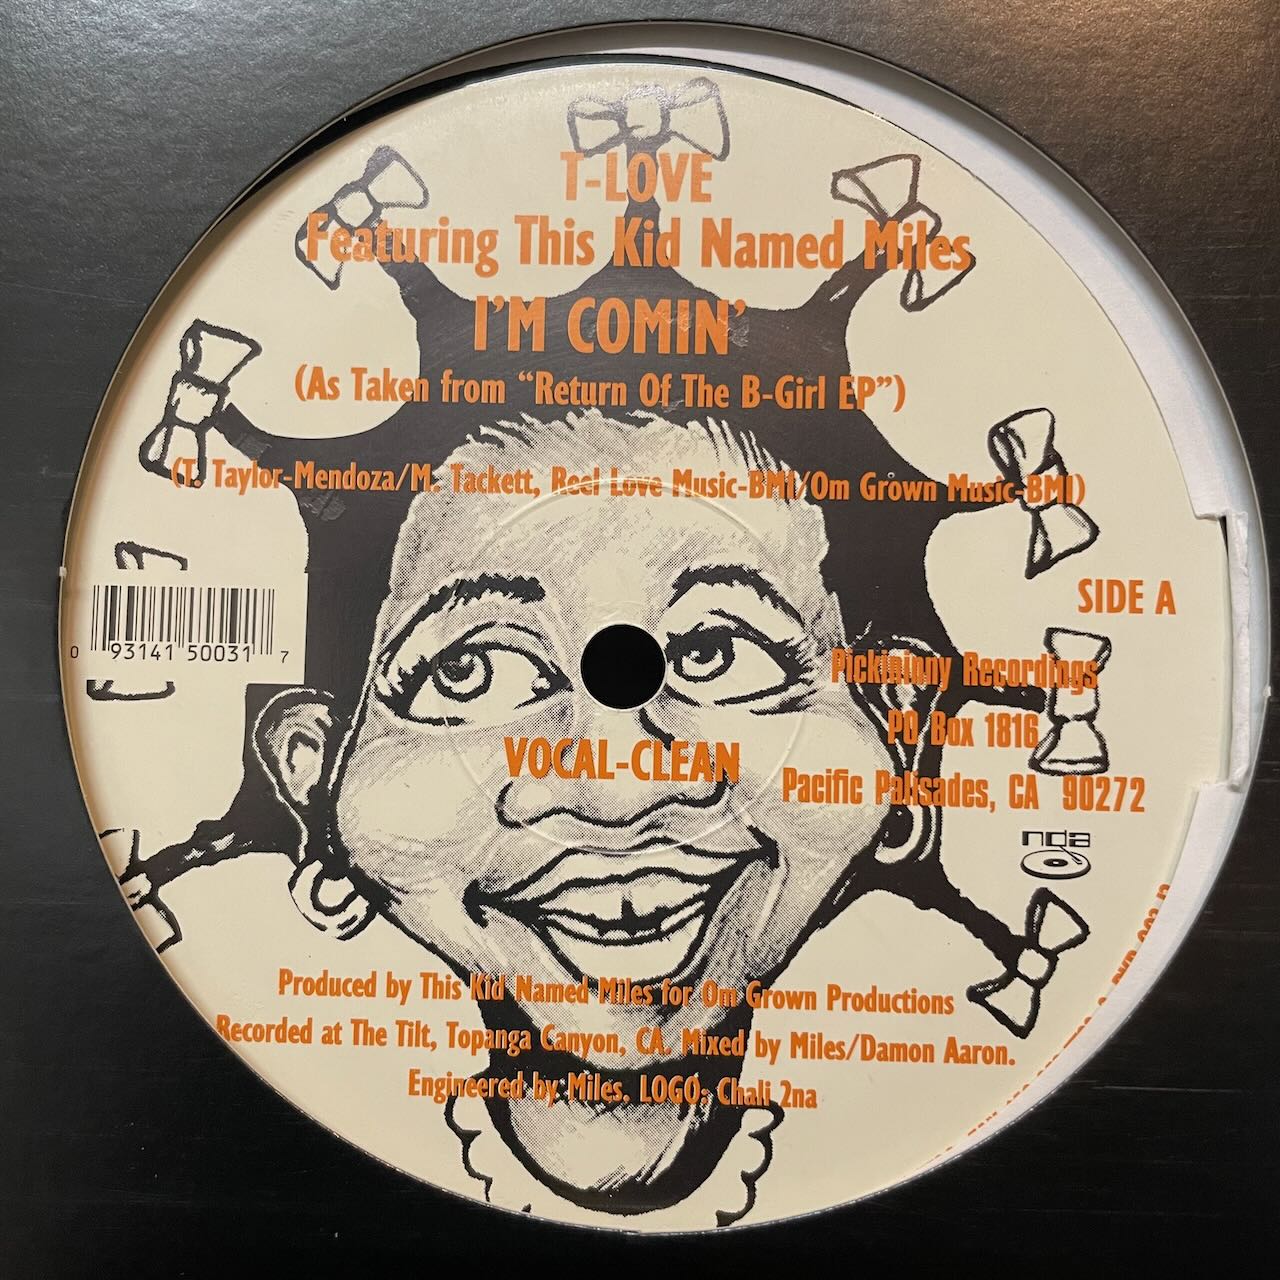 T-LOVE
Featuring This Kid Named Miles
I'M COMIN'
(As Taken from “Return Of The B-Girl EP”)
(T. Taylor-Mendoza/M. Tackett, Reel Love Music-BMI/Om Grown Music-BMI)
SIDE A
0 93141 50031 7
Pickininny Recordings
PO Box 1816
Pacific Palisades, CA 90272
VOCAL-CLEAN
nda
Produced by This Kid Named Miles for Om Grown Productions
Recorded at The Tilt, Topanga Canyon, CA. Mixed by Miles/Damon Aaron.
Engineered by Miles. LOGO: Chali 2na